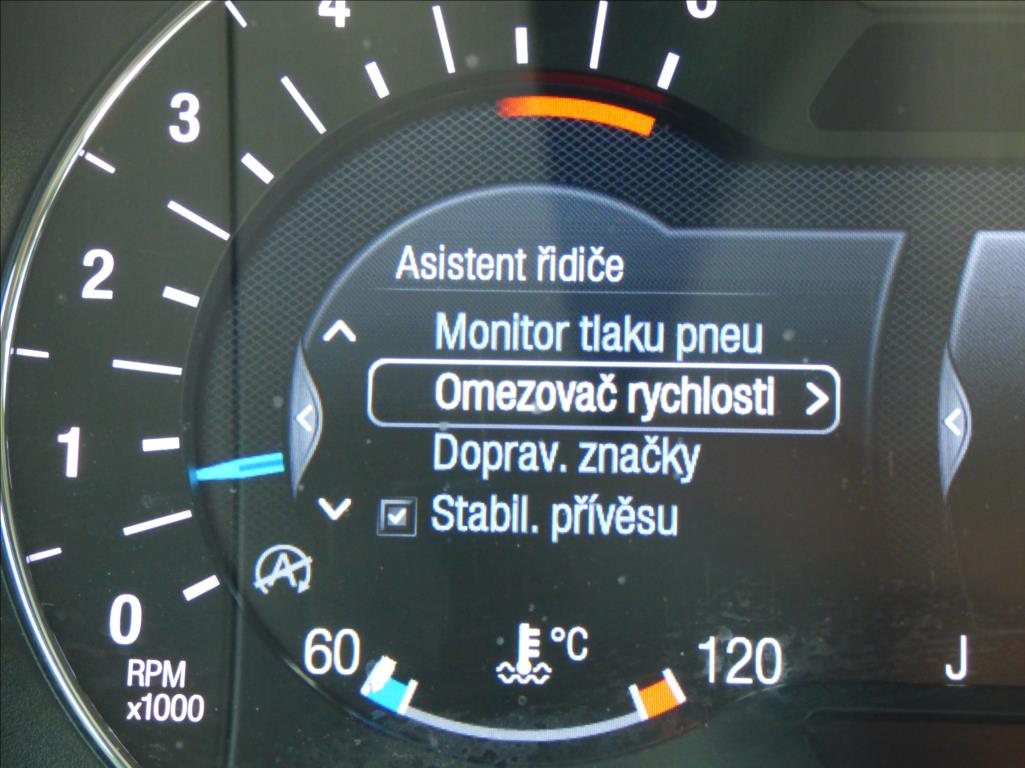 4
3
2
1
0
RPM
x1000
Asistent řidiče
Monitor tlaku pneu
Omezovač rychlosti
Doprav. značky
Stabil. přívěsu
A
60 °C 120
J